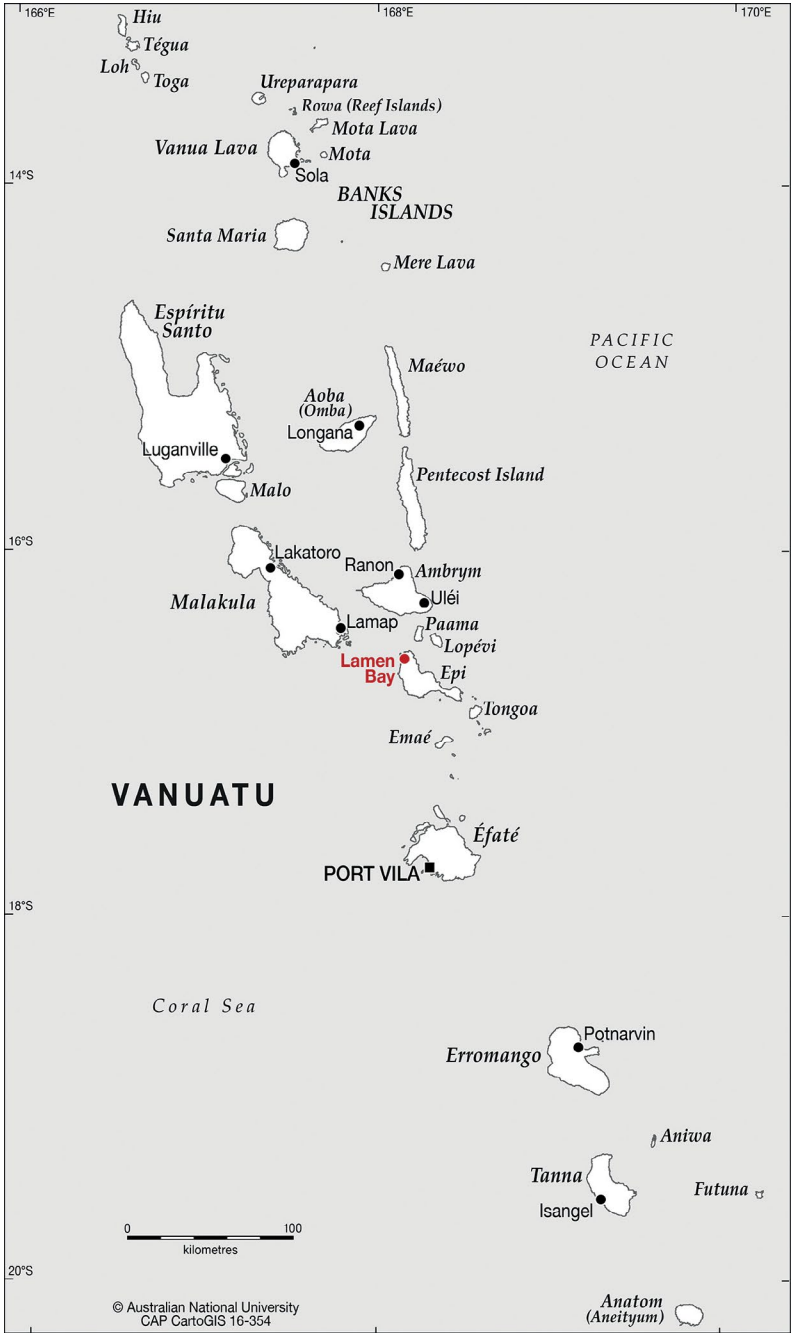 166°E
168°E
170°E
Hiu
Tégua
Loh
Toga
Ureparapara
Rowa (Reef Islands)
Mota Lava
Vanua Lava
Mota
Sola
14°S
BANKS
ISLANDS
Santa Maria
Mere Lava
Espíritu
Santo
PACIFIC
OCEAN
Maéwo
Aoba
(Omba)
Longana
Luganville
Pentecost Island
Malo
16°S
Lakatoro
Ranon
Ambrym
Malakula
Uléi
Lamap
Paama
Lopévi
Lamen
Bay
Epi
Tongoa
Emaé
VANUATU
Éfaté
PORT VILA
18°S
Coral Sea
Potnarvin
Erromango
Aniwa
Tanna
Futuna
Isangel
0 100
kilometres
20°S
© Australian National University
CAP CartoGIS 16-354
Anatom
(Aneityum)